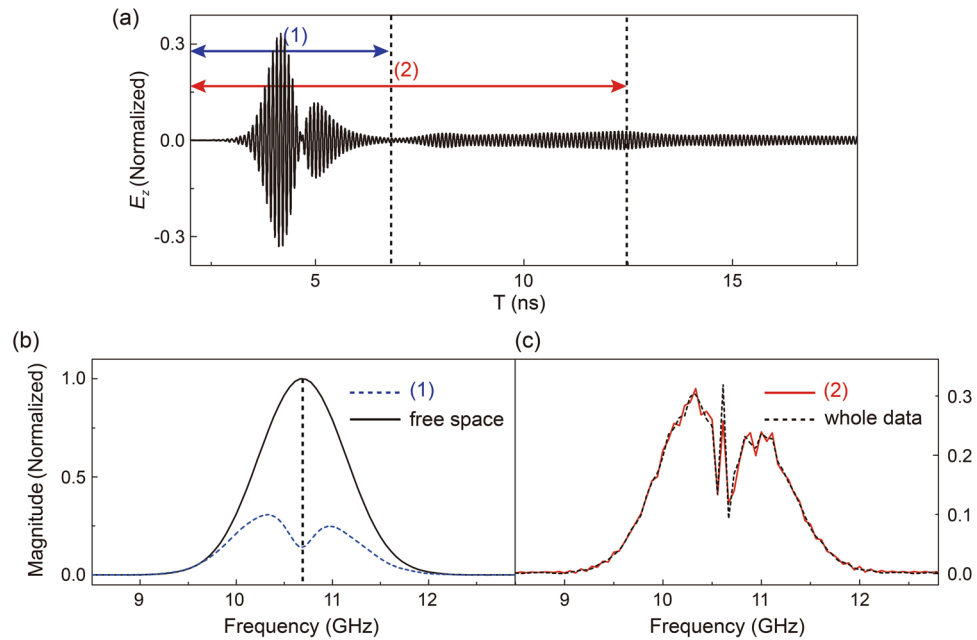 (a)
0.3
0.0
-0.3
E_z (Normalized)
(1)
(2)
5
10
15
T (ns)
(b)
1.0
0.5
0.0
Magnitude (Normalized)
(1)
free space
9
10
11
12
Frequency (GHz)
(c)
(2)
whole data
0.3
0.2
0.1
0.0
9
10
11
12
Frequency (GHz)